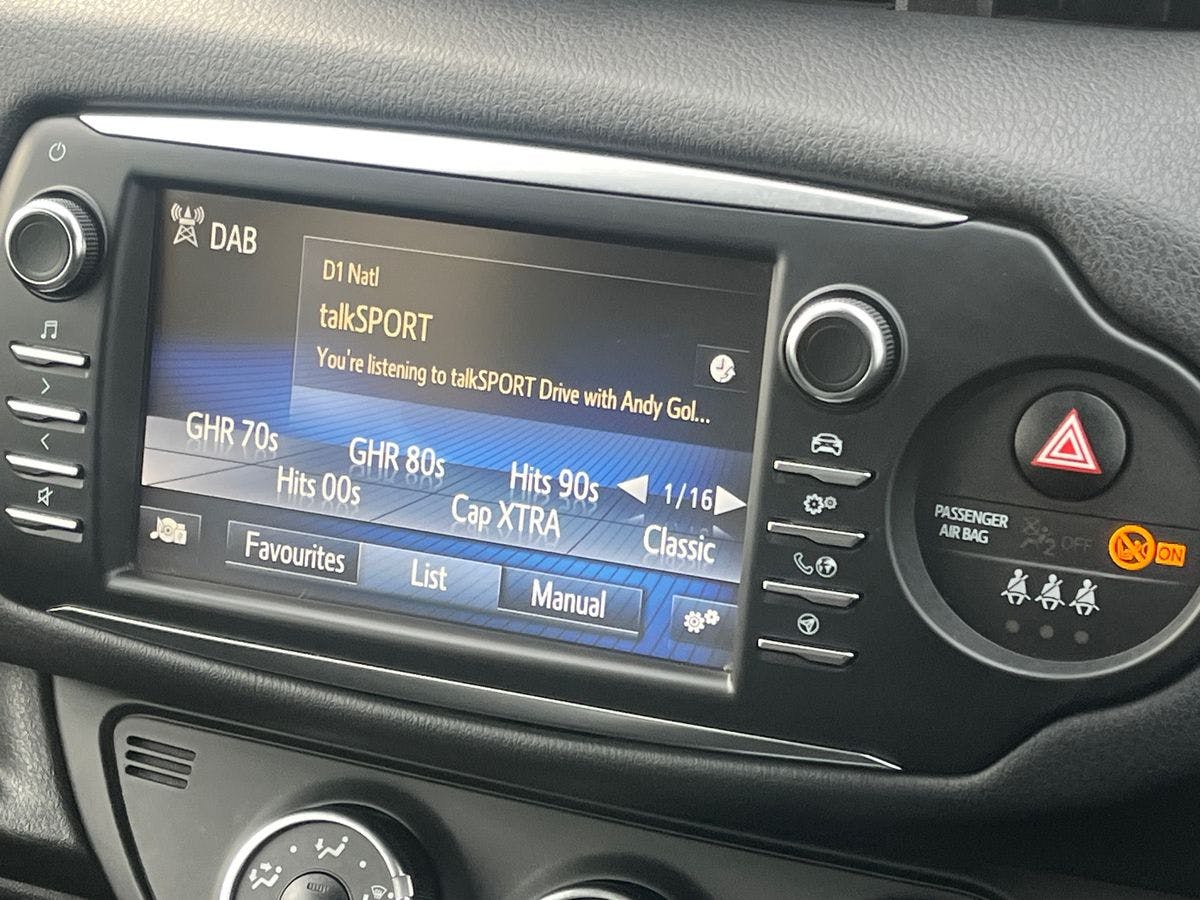 DAB
D1 Natl
talkSPORT
You're listening to talkSPORT Drive with Andy Gol...
GHR 70s
GHR 80s
Hits 90s
1/16
Hits 00s
Cap XTRA
Classic
Favourites
List
Manual
PASSENGER
AIR BAG
OFF
ON